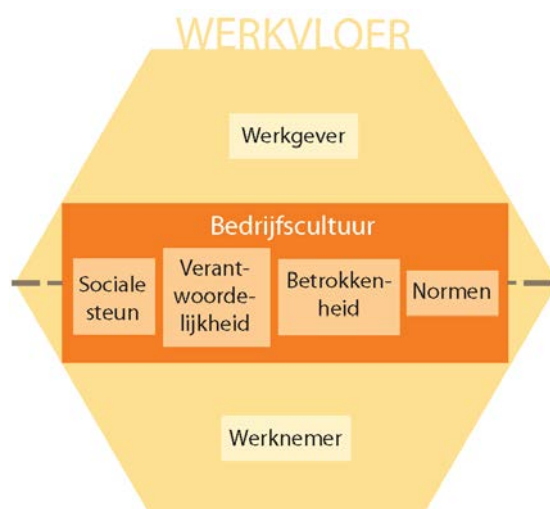 WERKVLOER
Werkgever
Bedrijfscultuur
Sociale
steun
Verant-
woorde-
lijkheid
Betrokken-
heid
Normen
Werknemer